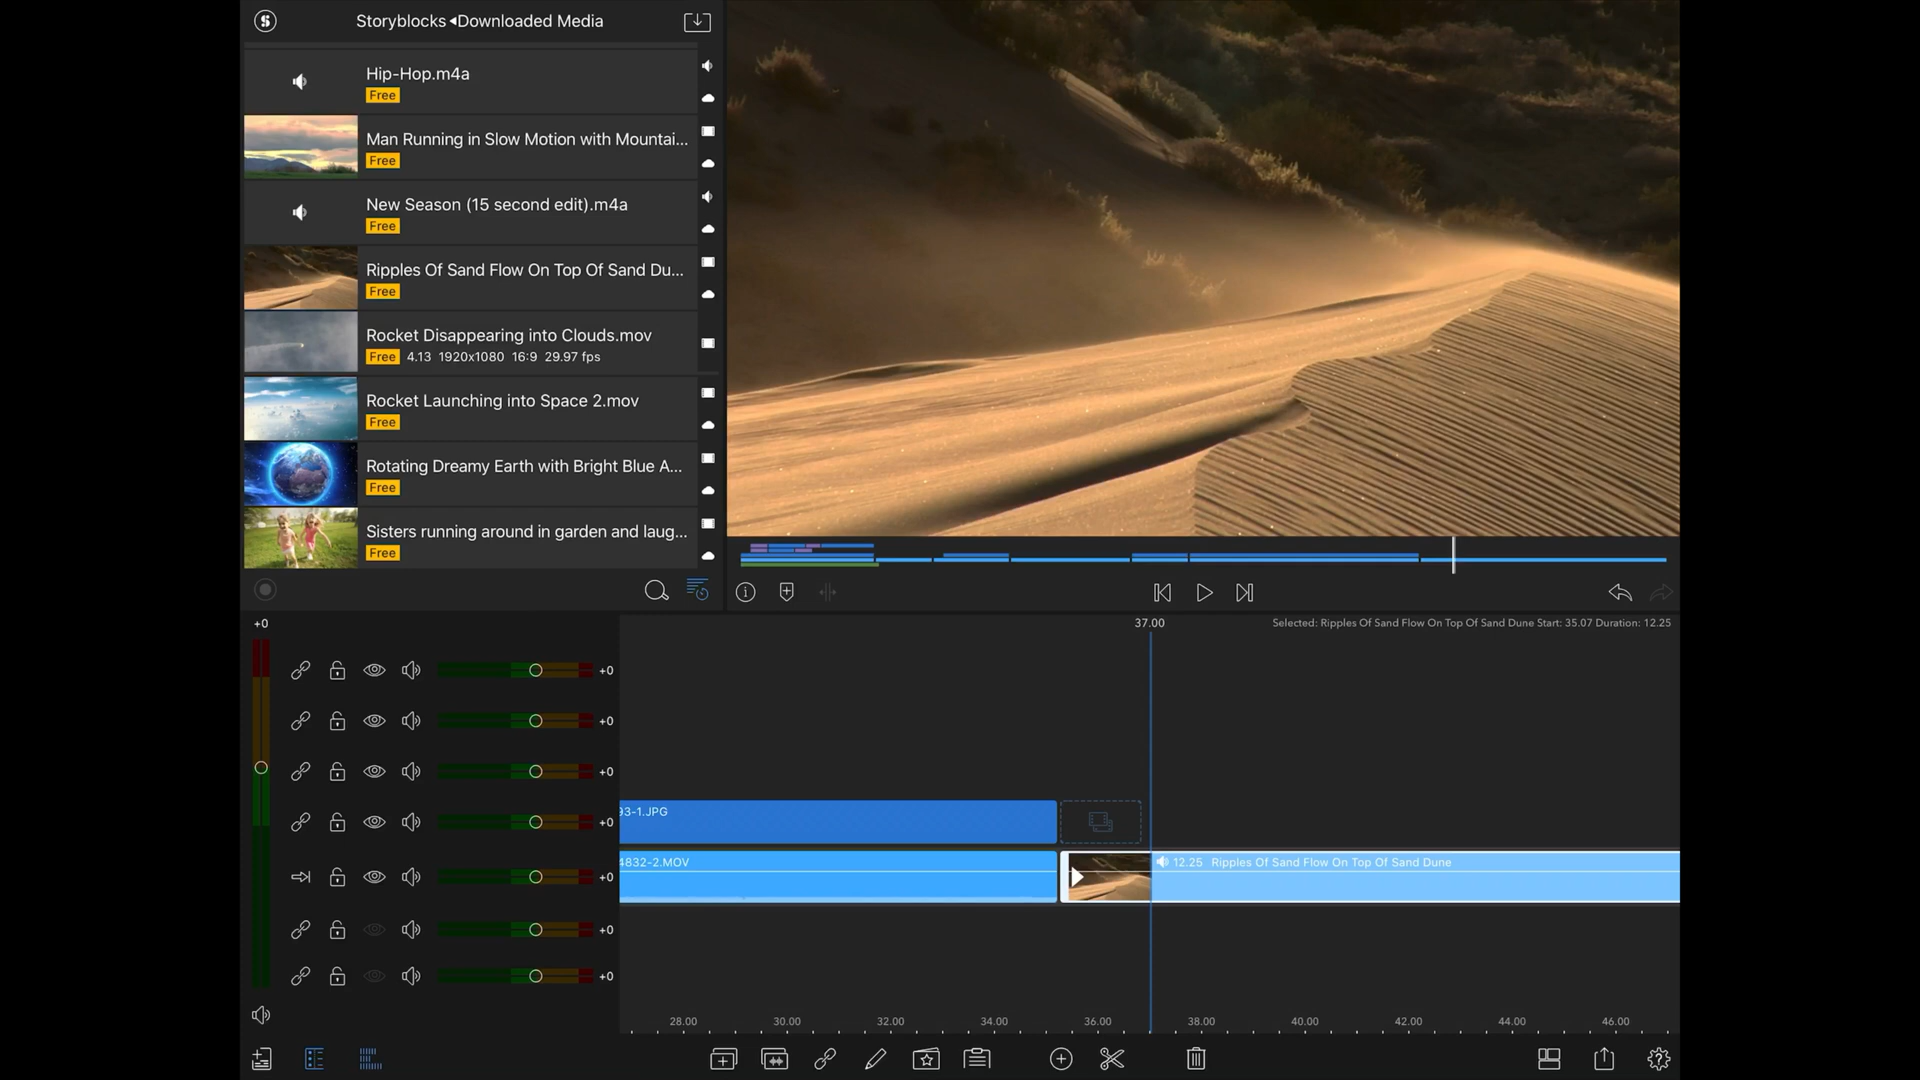 Storyblocks◂Downloaded Media
Hip-Hop.m4a
Free
Man Running in Slow Motion with Mountai...
Free
New Season (15 second edit).m4a
Free
Ripples Of Sand Flow On Top Of Sand Du...
Free
Rocket Disappearing into Clouds.mov
Free 4.13 1920x1080 16:9 29.97 fps
Rocket Launching into Space 2.mov
Free
Rotating Dreamy Earth with Bright Blue A...
Free
Sisters running around in garden and laug...
Free
+0
37.00
Selected: Ripples Of Sand Flow On Top Of Sand Dune Start: 35.07 Duration: 12.25
+0
+0
+0
+0
93-1.JPG
+0
4832-2.MOV
12.25 Ripples Of Sand Flow On Top Of Sand Dune
+0
+0
28.00 30.00 32.00 34.00 36.00 38.00 40.00 42.00 44.00 46.00